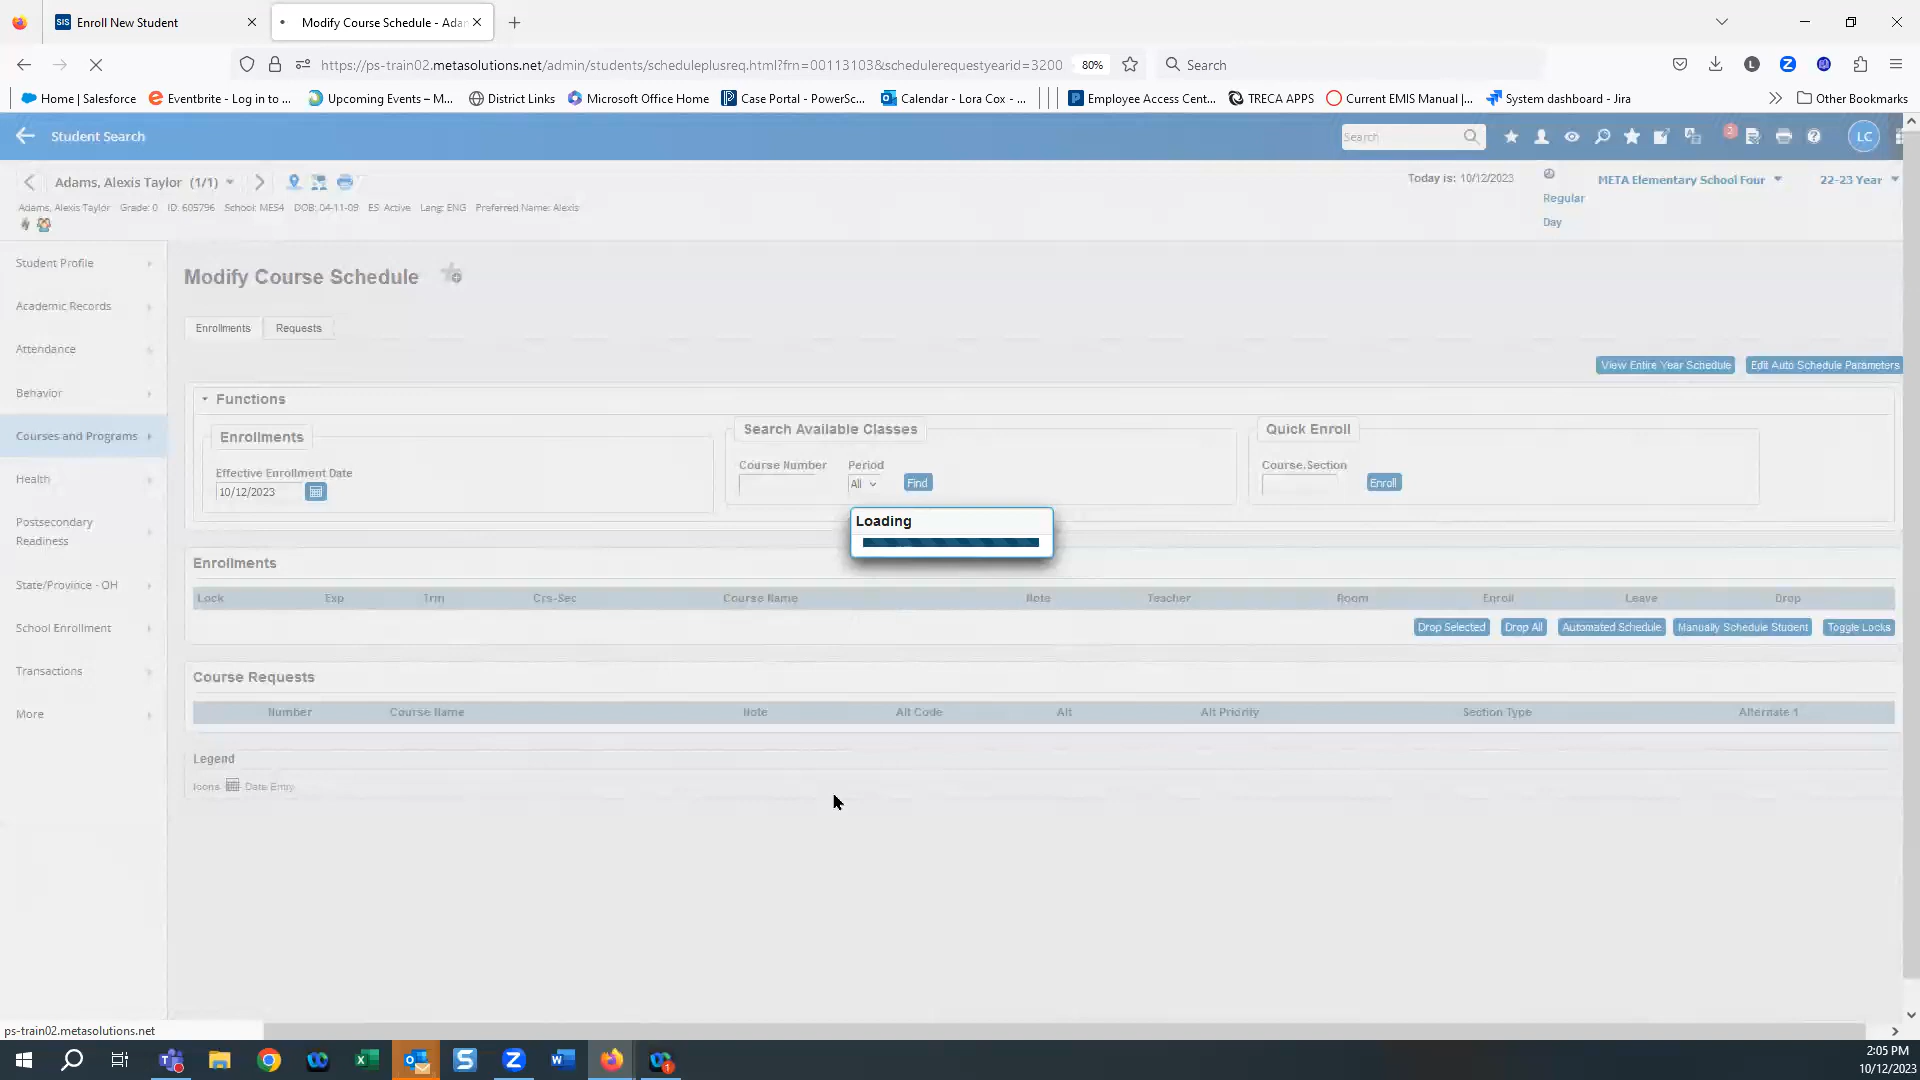 SIS Enroll New Student
Modify Course Schedule - Adan
https://ps-train02.metasolutions.net/admin/students/scheduleplusreq.html?frn=00113103&schedulerequestyearid=3200
80%
Search
Home | Salesforce
Eventbrite - Log in to ...
Upcoming Events – M...
District Links
Microsoft Office Home
Case Portal - PowerSc...
Calendar - Lora Cox - ...
Employee Access Cent...
TRECA APPS
Current EMIS Manual |...
System dashboard - Jira
Other Bookmarks
Student Search
Search
2
LC
Adams, Alexis Taylor (1/1)
Today is: 10/12/2023
Regular
Day
META Elementary School Four
22-23 Year
Adams, Alexis Taylor Grade: 0 ID: 605796 School: MES4 DOB: 04-11-09 ES: Active Lang: ENG Preferred Name: Alexis
Student Profile
Academic Records
Attendance
Behavior
Courses and Programs
Health
Postsecondary
Readiness
State/Province - OH
School Enrollment
Transactions
More
Modify Course Schedule
Enrollments
Requests
View Entire Year Schedule
Edit Auto Schedule Parameters
Functions
Enrollments
Effective Enrollment Date
10/12/2023
Search Available Classes
Course Number
Period
All
Find
Quick Enroll
Course.Section
Enroll
Loading
Enrollments
Lock Exp Trm Crs-Sec Course Name Note Teacher Room Enroll Leave Drop
Drop Selected Drop All Automated Schedule Manually Schedule Student Toggle Locks
Course Requests
Number Course Name Note Alt Code Alt Alt Priority Section Type Alternate 1
Legend
Icons Date Entry
ps-train02.metasolutions.net
2:05 PM
10/12/2023